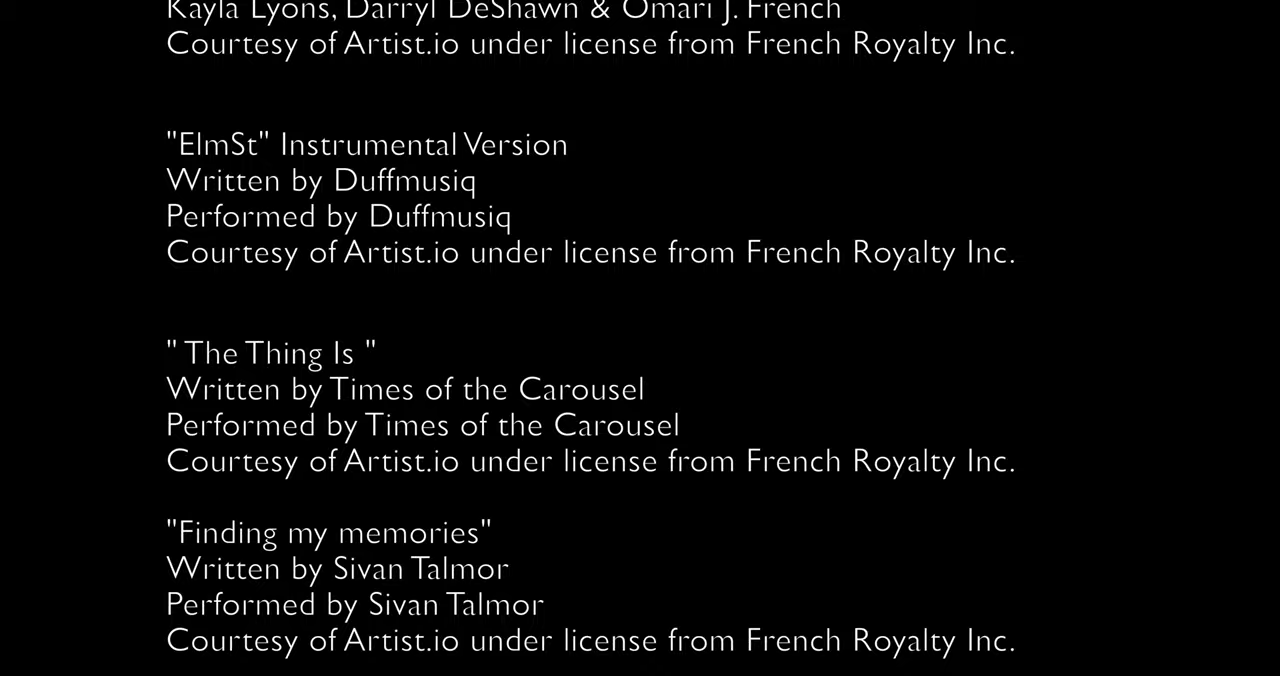 Kayla Lyons, Darryl DeShawn & Omari J. French
Courtesy of Artist.io under license from French Royalty Inc.
"ElmSt" Instrumental Version
Written by Duffmusiq
Performed by Duffmusiq
Courtesy of Artist.io under license from French Royalty Inc.
" The Thing Is "
Written by Times of the Carousel
Performed by Times of the Carousel
Courtesy of Artist.io under license from French Royalty Inc.
"Finding my memories"
Written by Sivan Talmor
Performed by Sivan Talmor
Courtesy of Artist.io under license from French Royalty Inc.